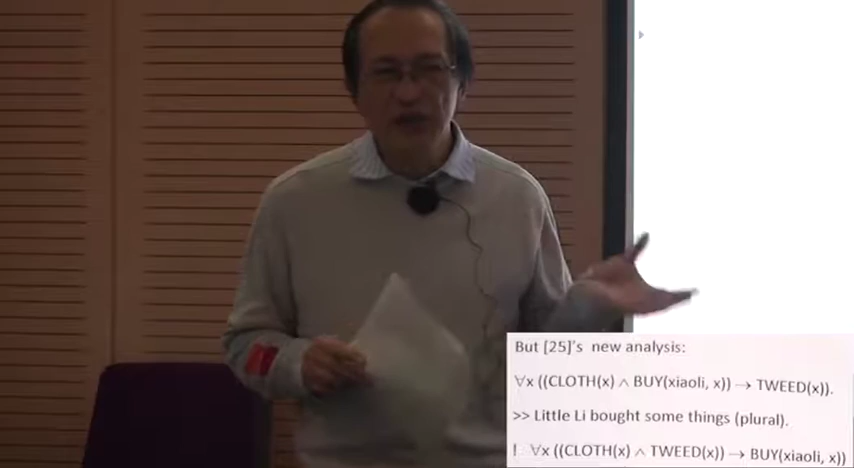 But [25]'s new analysis:
∀x ((CLOTH(x) ∧ BUY(xiaoli, x)) → TWEED(x)).
>> Little Li bought some things (plural).
! ∀x ((CLOTH(x) ∧ TWEED(x)) → BUY(xiaoli, x))